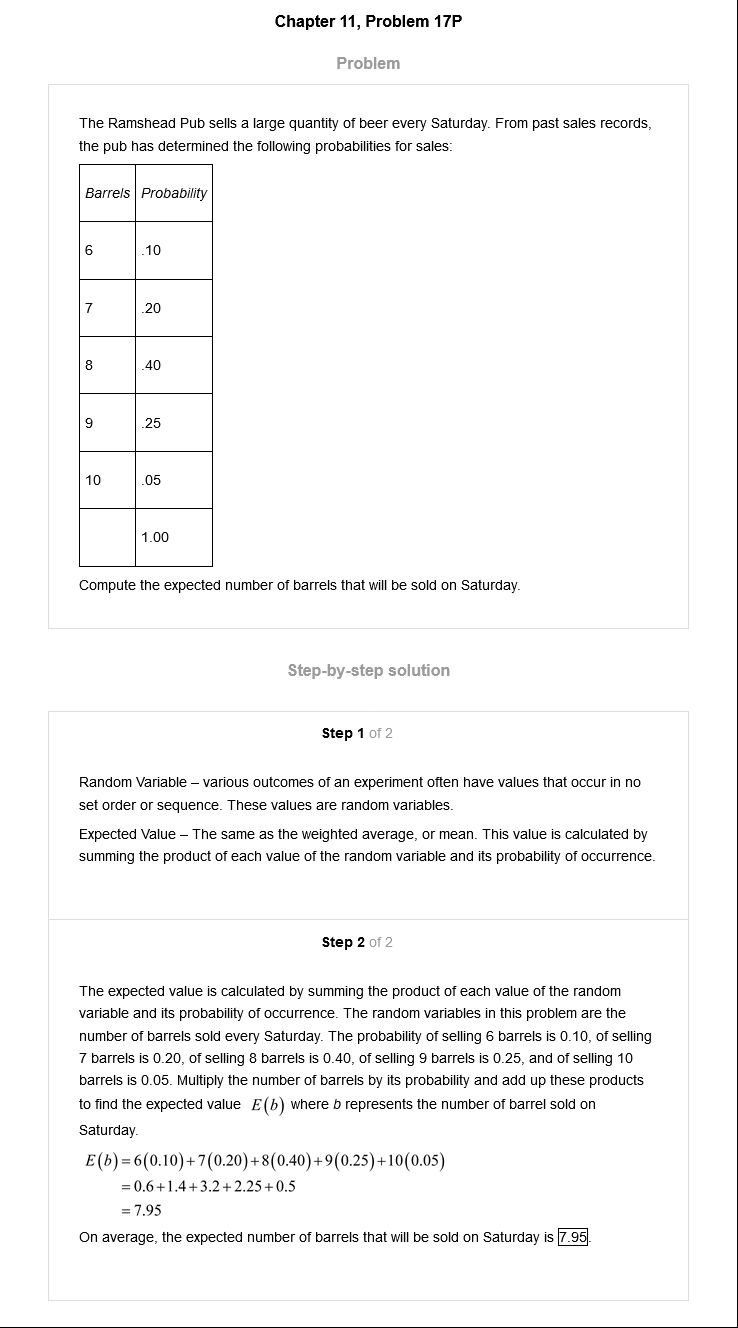 Chapter 11, Problem 17P
Problem
The Ramshead Pub sells a large quantity of beer every Saturday. From past sales records,
the pub has determined the following probabilities for sales:
Barrels Probability
6 .10
7 .20
8 .40
9 .25
10 .05
1.00
Compute the expected number of barrels that will be sold on Saturday.
Step-by-step solution
Step 1 of 2
Random Variable – various outcomes of an experiment often have values that occur in no
set order or sequence. These values are random variables.
Expected Value – The same as the weighted average, or mean. This value is calculated by
summing the product of each value of the random variable and its probability of occurrence.
Step 2 of 2
The expected value is calculated by summing the product of each value of the random
variable and its probability of occurrence. The random variables in this problem are the
number of barrels sold every Saturday. The probability of selling 6 barrels is 0.10, of selling
7 barrels is 0.20, of selling 8 barrels is 0.40, of selling 9 barrels is 0.25, and of selling 10
barrels is 0.05. Multiply the number of barrels by its probability and add up these products
to find the expected value E(b) where b represents the number of barrel sold on
Saturday.
E(b) = 6(0.10)+7(0.20)+8(0.40)+9(0.25)+10(0.05)
= 0.6+1.4+3.2+2.25+0.5
= 7.95
On average, the expected number of barrels that will be sold on Saturday is 7.95.